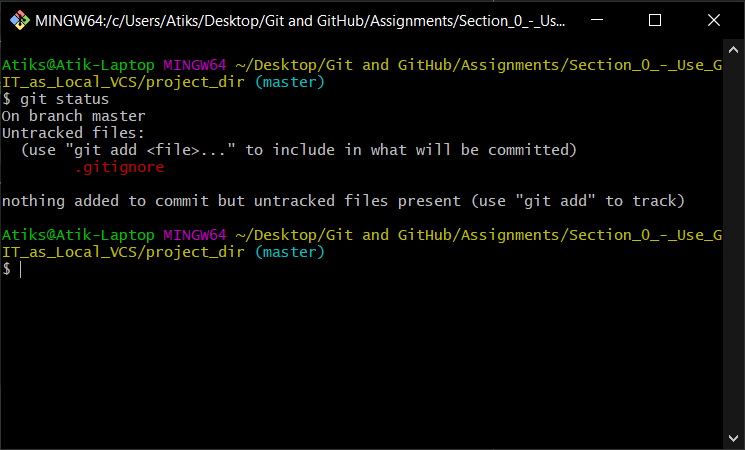 MINGW64:/c/Users/Atiks/Desktop/Git and GitHub/Assignments/Section_0_-_Us...
Atiks@Atik-Laptop MINGW64 ~/Desktop/Git and GitHub/Assignments/Section_0_-_Use_G
IT_as_Local_VCS/project_dir (master)
$ git status
On branch master
Untracked files:
  (use "git add <file>..." to include in what will be committed)
        .gitignore
nothing added to commit but untracked files present (use "git add" to track)
Atiks@Atik-Laptop MINGW64 ~/Desktop/Git and GitHub/Assignments/Section_0_-_Use_G
IT_as_Local_VCS/project_dir (master)
$